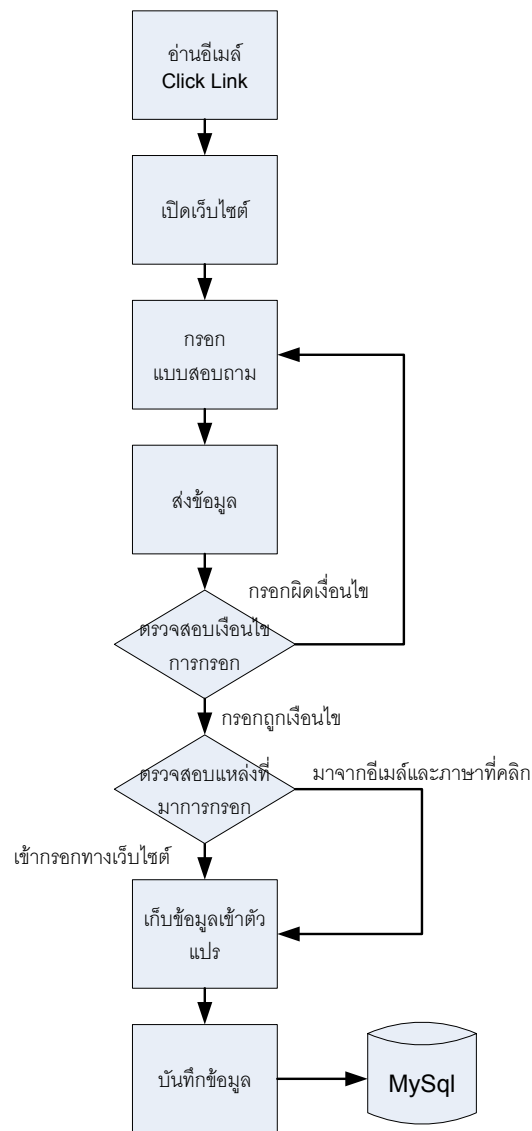 อ่านอีเมล์
Click Link
เปิดเว็บไซต์
กรอก
แบบสอบถาม
ส่งข้อมูล
กรอกผิดเงื่อนไข
ตรวจสอบเงื่อนไข
การกรอก
กรอกถูกเงือนไข
ตรวจสอบแหล่งที่
มาการกรอก
มาจากอีเมล์และภาษาที่คลิก
เข้ากรอกทางเว็บไซต์
เก็บข้อมูลเข้าตัว
แปร
บันทึกข้อมูล
MySql